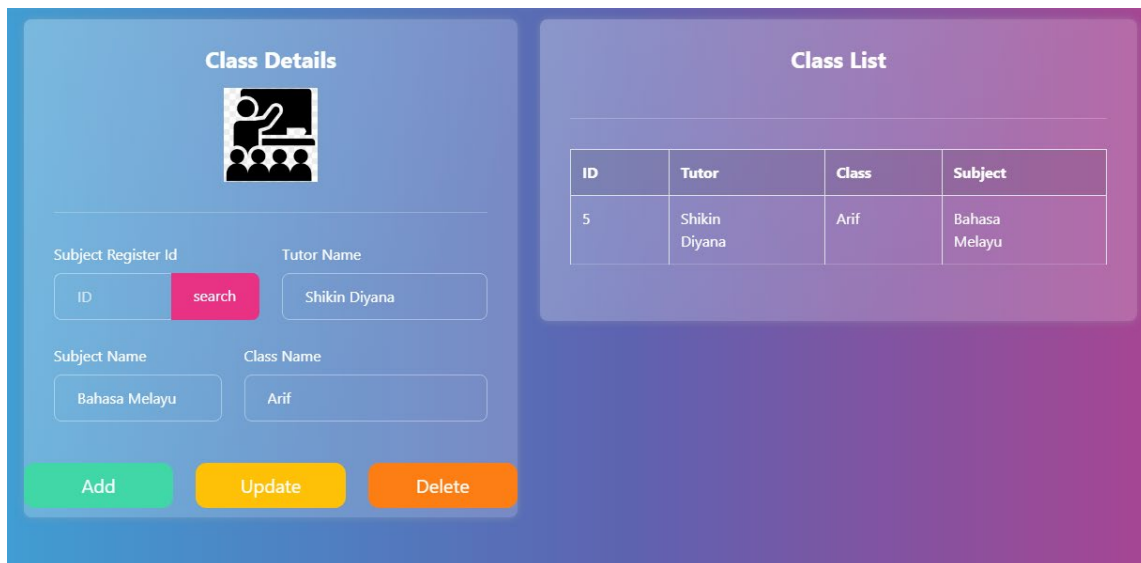 Class Details
Subject Register Id
Tutor Name
ID
search
Shikin Diyana
Subject Name
Class Name
Bahasa Melayu
Arif
Add
Update
Delete
Class List
ID
Tutor
Class
Subject
5
Shikin
Diyana
Arif
Bahasa
Melayu